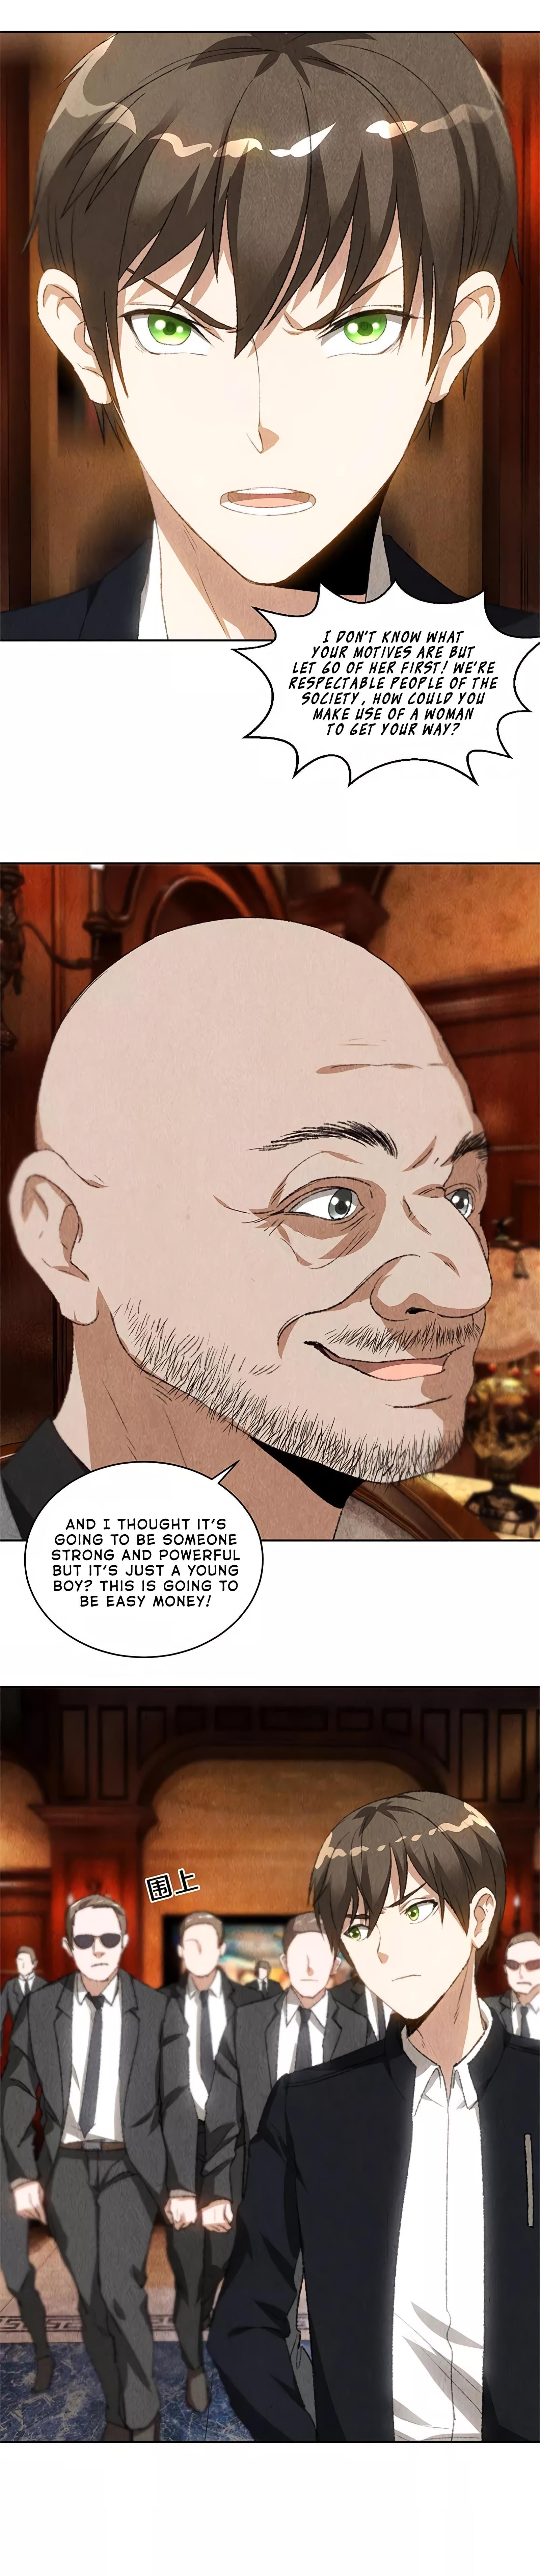 I DON'T KNOW WHAT
YOUR MOTIVES ARE BUT
LET GO OF HER FIRST! WE'RE
RESPECTABLE PEOPLE OF THE
SOCIETY, HOW COULD YOU
MAKE USE OF A WOMAN
TO GET YOUR WAY?
AND I THOUGHT IT'S
GOING TO BE SOMEONE
STRONG AND POWERFUL
BUT IT'S JUST A YOUNG
BOY? THIS IS GOING TO
BE EASY MONEY!
围上